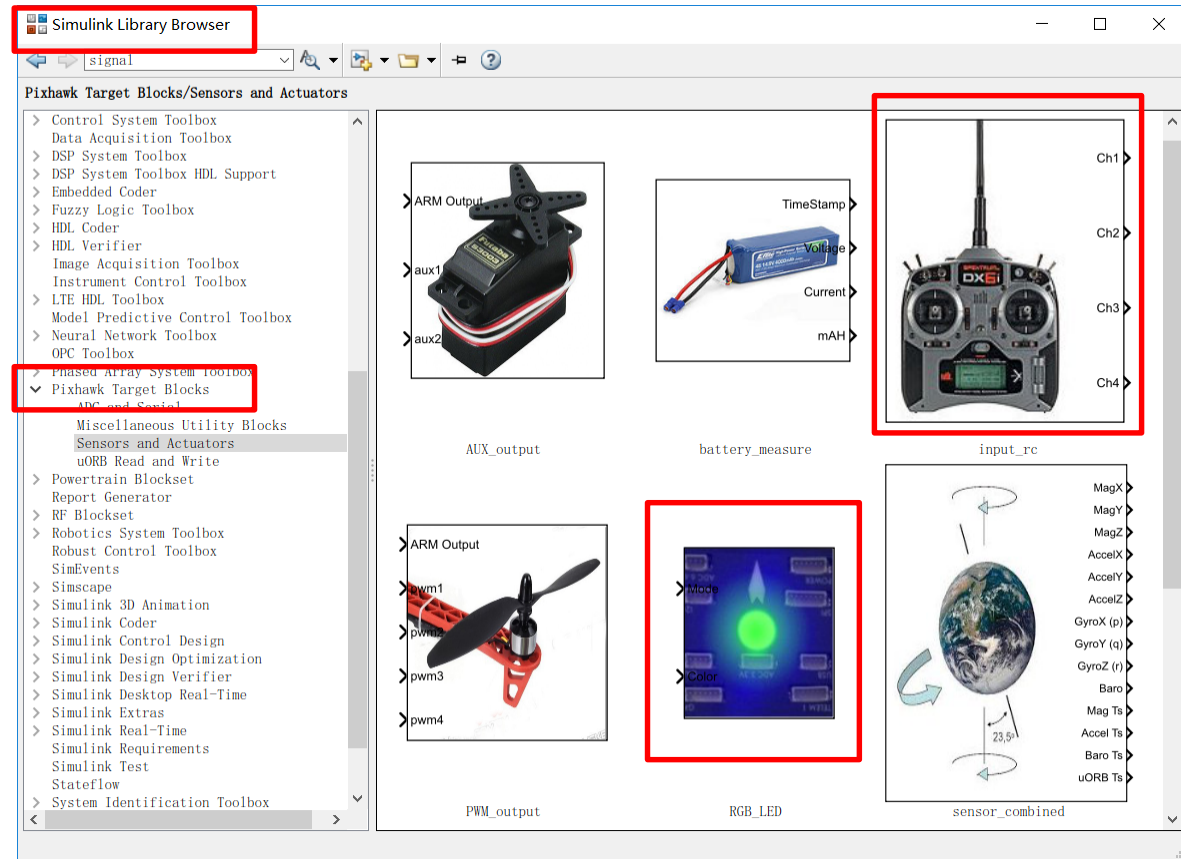 Simulink Library Browser
signal
Pixhawk Target Blocks/Sensors and Actuators
Control System Toolbox
Data Acquisition Toolbox
DSP System Toolbox
DSP System Toolbox HDL Support
Embedded Coder
Fuzzy Logic Toolbox
HDL Coder
HDL Verifier
Image Acquisition Toolbox
Instrument Control Toolbox
LTE HDL Toolbox
Model Predictive Control Toolbox
Neural Network Toolbox
OPC Toolbox
Phased Array System Toolbox
Pixhawk Target Blocks
ADC and Serial
Miscellaneous Utility Blocks
Sensors and Actuators
uORB Read and Write
Powertrain Blockset
Report Generator
RF Blockset
Robotics System Toolbox
Robust Control Toolbox
SimEvents
Simscape
Simulink 3D Animation
Simulink Coder
Simulink Control Design
Simulink Design Optimization
Simulink Design Verifier
Simulink Desktop Real-Time
Simulink Extras
Simulink Real-Time
Simulink Requirements
Simulink Test
Stateflow
System Identification Toolbox
ARM Output
aux1
aux2
Futaba
S3003
AUX_output
TimeStamp
Voltage
Current
mAH
battery_measure
Ch1
Ch2
Ch3
Ch4
SPEKTRUM
DX6i
input_rc
ARM Output
pwm1
pwm2
pwm3
pwm4
PWM_output
Mode
Color
RGB_LED
MagX
MagY
MagZ
AccelX
AccelY
AccelZ
GyroX (p)
GyroY (q)
GyroZ (r)
Baro
Mag Ts
Accel Ts
Baro Ts
uORB Ts
23,5º
sensor_combined